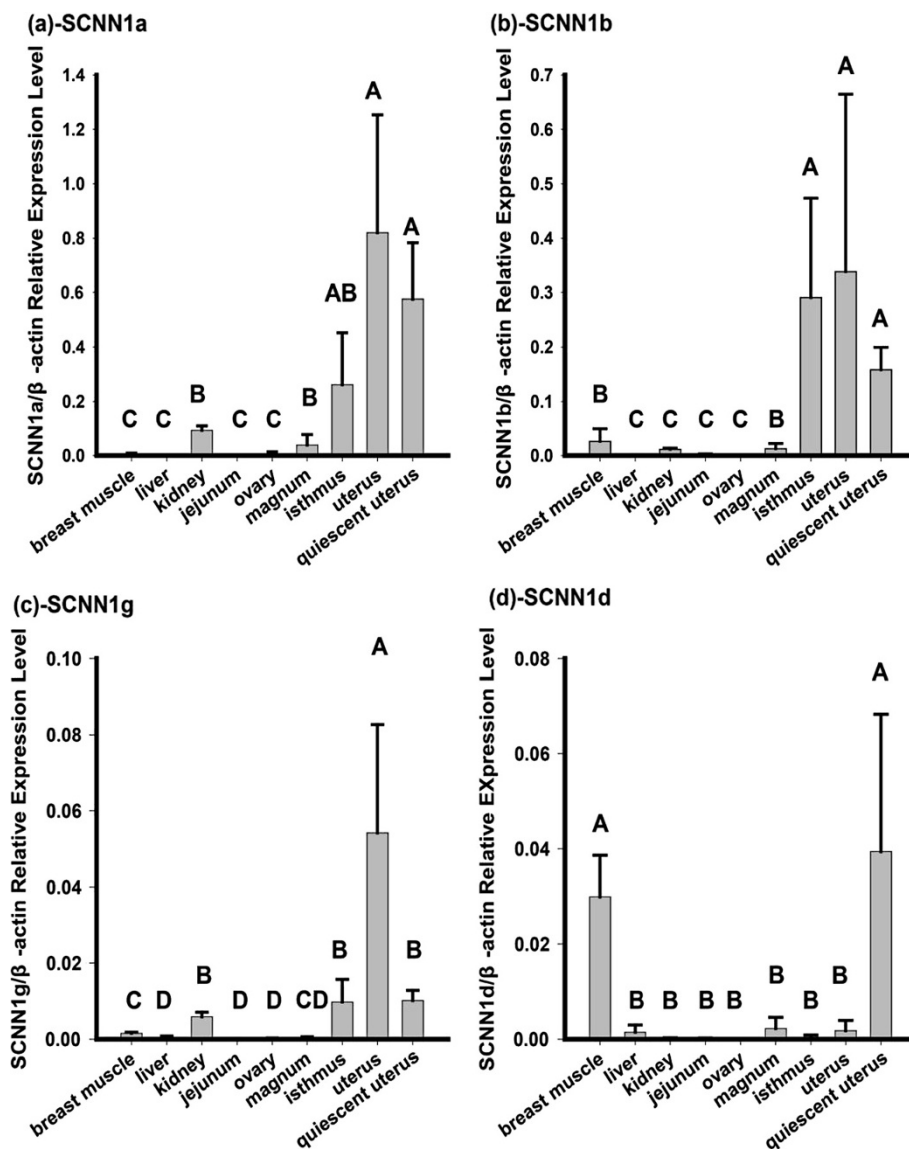 (a)-SCNN1a
SCNN1a/β -actin Relative Expression Level
1.4
1.2
1.0
0.8
0.6
0.4
0.2
0.0
C C B C C B AB A A
breast muscle
liver
kidney
jejunum
ovary
magnum
isthmus
uterus
quiescent uterus
(b)-SCNN1b
SCNN1b/β -actin Relative Expression Level
0.7
0.6
0.5
0.4
0.3
0.2
0.1
0.0
B C C C C B A A A
breast muscle
liver
kidney
jejunum
ovary
magnum
isthmus
uterus
quiescent uterus
(c)-SCNN1g
SCNN1g/β -actin Relative Expression Level
0.10
0.08
0.06
0.04
0.02
0.00
C D B D D CD B A B
breast muscle
liver
kidney
jejunum
ovary
magnum
isthmus
uterus
quiescent uterus
(d)-SCNN1d
SCNN1d/β -actin Relative EXpression Level
0.08
0.06
0.04
0.02
0.00
A B B B B B B B A
breast muscle
liver
kidney
jejunum
ovary
magnum
isthmus
uterus
quiescent uterus